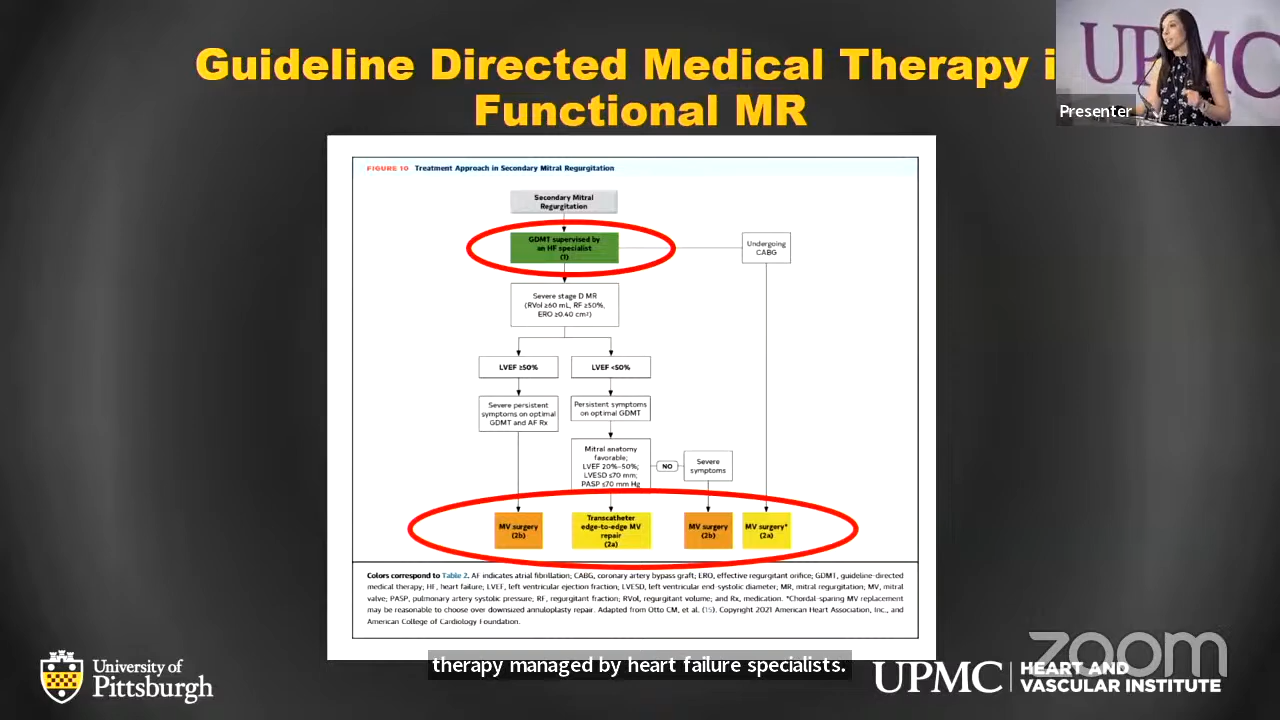 Guideline Directed Medical Therapy i
Functional MR
UPMC
Presenter
FIGURE 10 Treatment Approach in Secondary Mitral Regurgitation
Secondary Mitral
Regurgitation
GDMT supervised by
an HF specialist
(1)
Undergoing
CABG
Severe stage D MR
(RVol ≥60 mL, RF ≥50%,
ERO ≥0.40 cm²)
LVEF ≥50%
LVEF <50%
Severe persistent
symptoms on optimal
GDMT and AF Rx
Persistent symptoms
on optimal GDMT
Mitral anatomy
favorable;
LVEF 20%–50%;
LVESD ≤70 mm;
PASP ≤70 mm Hg
NO
Severe
symptoms
MV surgery
(2b)
Transcatheter
edge-to-edge MV
repair
(2a)
MV surgery
(2b)
MV surgery*
(2a)
Colors correspond to Table 2. AF indicates atrial fibrillation; CABG, coronary artery bypass graft; ERO, effective regurgitant orifice; GDMT, guideline-directed
medical therapy; HF, heart failure; LVEF, left ventricular ejection fraction; LVESD, left ventricular end-systolic diameter; MR, mitral regurgitation; MV, mitral
valve; PASP, pulmonary artery systolic pressure; RF, regurgitant fraction; RVol, regurgitant volume; and Rx, medication. *Chordal-sparing MV replacement
may be reasonable to choose over downsized annuloplasty repair. Adapted from Otto CM, et al. (15). Copyright 2021 American Heart Association, Inc., and
American College of Cardiology Foundation.
therapy managed by heart failure specialists.
zoom
University of
Pittsburgh
UPMC
HEART AND
VASCULAR INSTITUTE